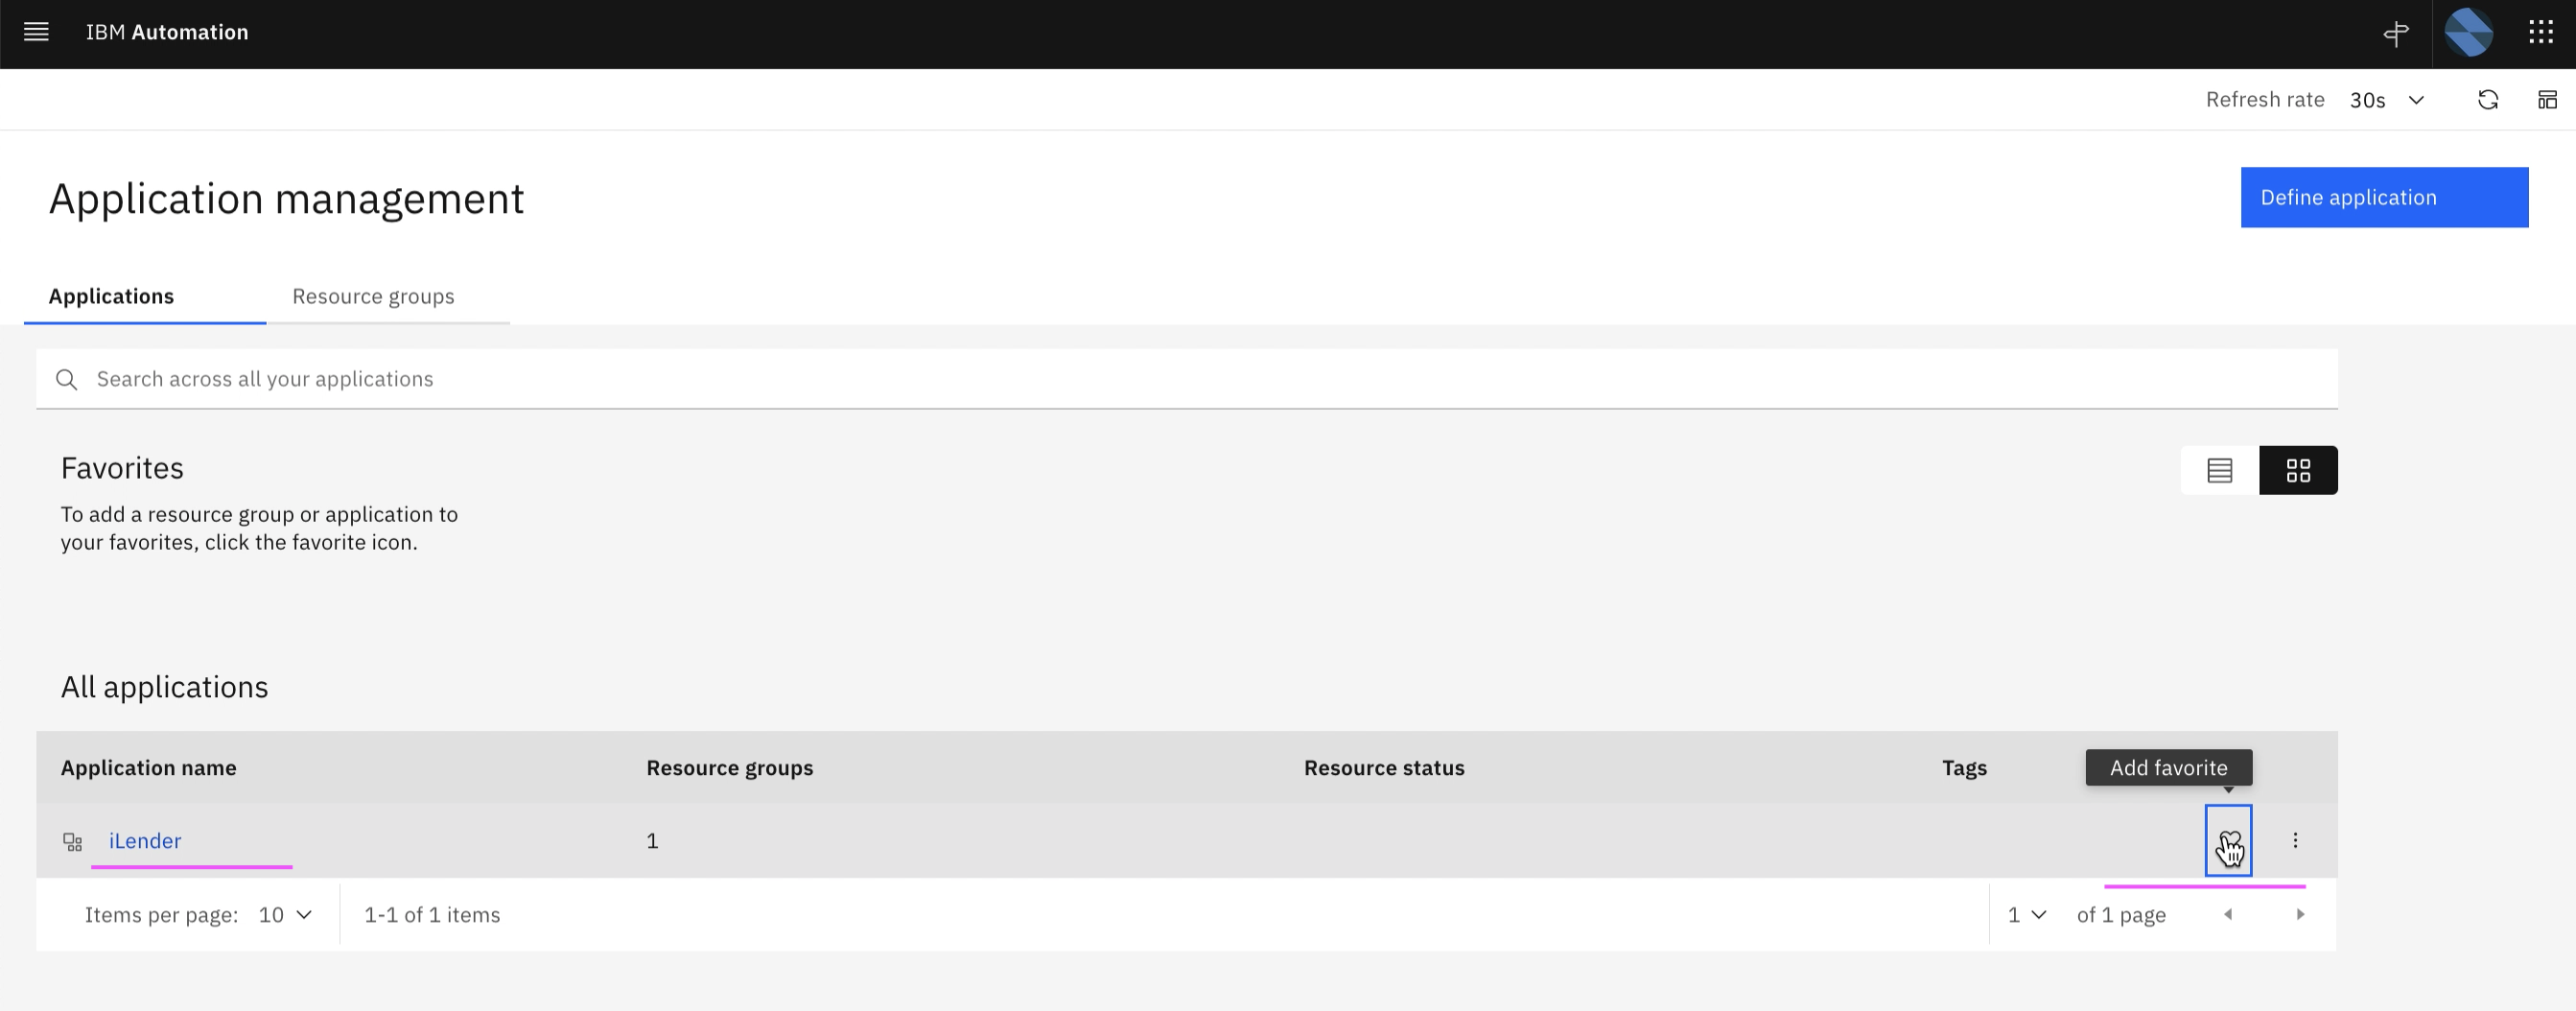 IBM Automation
Refresh rate 30s
Application management
Define application
Applications Resource groups
Search across all your applications
Favorites
To add a resource group or application to
your favorites, click the favorite icon.
All applications
Application name Resource groups Resource status Tags Add favorite
iLender 1
Items per page: 10 1-1 of 1 items 1 of 1 page